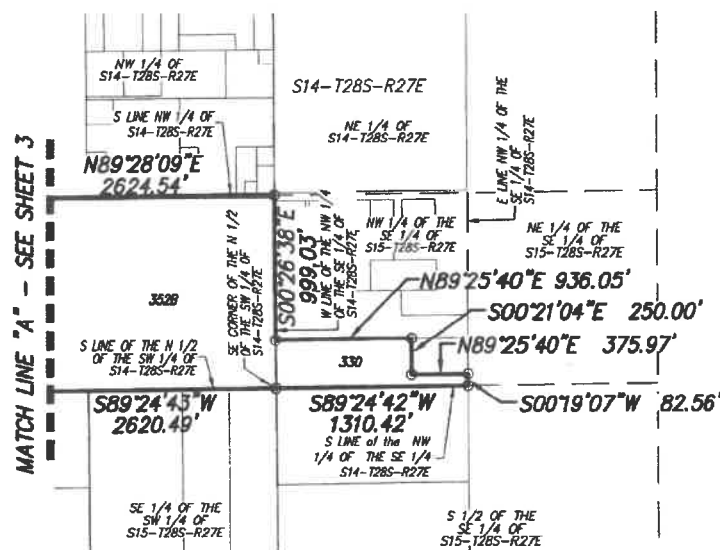 NW 1/4 OF
S14-T28S-R27E
S LINE NW 1/4 OF
S14-T28S-R27E
N89°28'09"E
2624.54'
S14-T28S-R27E
NE 1/4 OF
S14-T28S-R27E
E LINE NW 1/4 OF THE
SE 1/4 OF
S14-T28S-R27E
MATCH LINE "A" - SEE SHEET 3
3528
SE CORNER OF THE N 1/2
OF THE SW 1/4 OF
S14-T28S-R27E
S00°26'38"E
999.03'
W LINE OF THE NW 1/4
OF THE SE 1/4 OF
S14-T28S-R27E
NW 1/4 OF THE
SE 1/4 OF
S15-T28S-R27E
NE 1/4 OF THE
SE 1/4 OF
S15-T28S-R27E
N89°25'40"E 936.05'
S00°21'04"E 250.00'
N89°25'40"E 375.97'
S LINE OF THE N 1/2
OF THE SW 1/4 OF
S14-T28S-R27E
330
S89°24'43"W
2620.49'
S89°24'42"W
1310.42'
S00°19'07"W 82.56'
S LINE of the NW
1/4 OF THE SE 1/4
S14-T28S-R27E
SE 1/4 OF THE
SW 1/4 OF
S15-T28S-R27E
S 1/2 OF THE
SE 1/4 OF
S15-T28S-R27E